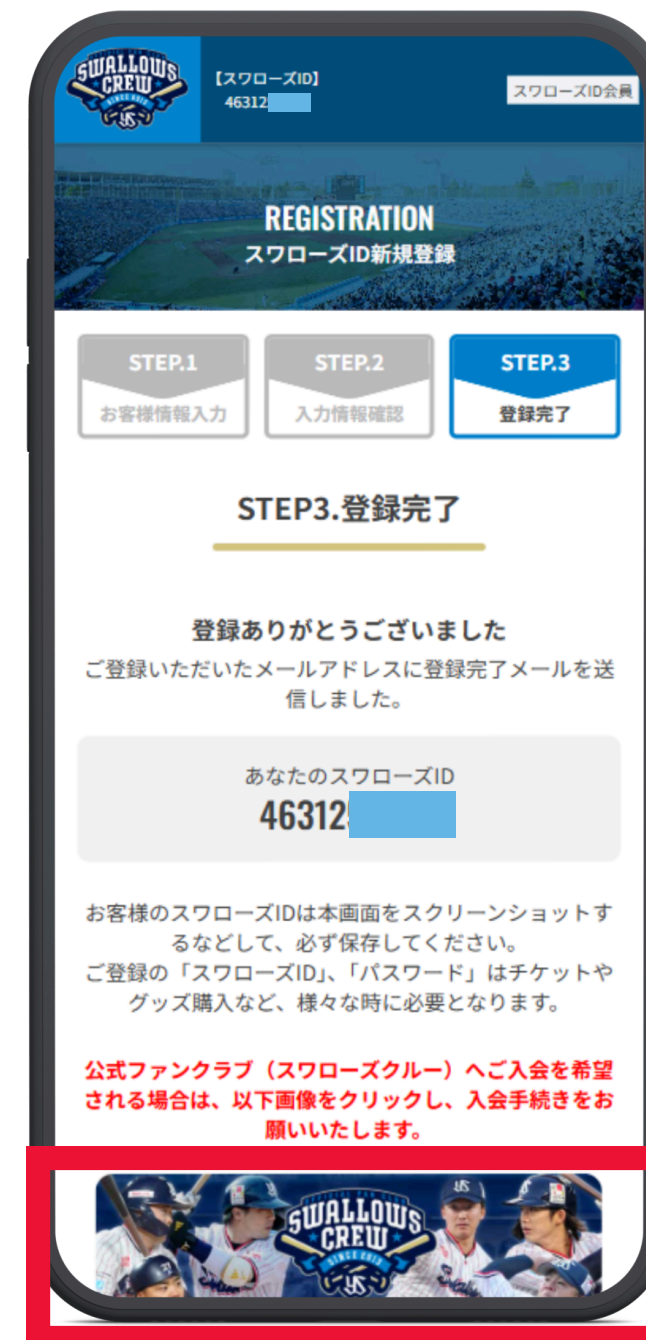 SWALLOWS
CREW
SINCE 2013
YS
【スワローズID】
46312
スワローズID会員
REGISTRATION
スワローズID新規登録
STEP.1
お客様情報入力
STEP.2
入力情報確認
STEP.3
登録完了
STEP3.登録完了
登録ありがとうございました
ご登録いただいたメールアドレスに登録完了メールを送
信しました。
あなたのスワローズID
46312
お客様のスワローズIDは本画面をスクリーンショットす
るなどして、必ず保存してください。
ご登録の「スワローズID」、「パスワード」はチケットや
グッズ購入など、様々な時に必要となります。
公式ファンクラブ（スワローズクルー）へご入会を希望
される場合は、以下画像をクリックし、入会手続きをお
願いいたします。
SWALLOWS
CREW
SINCE 2013
YS